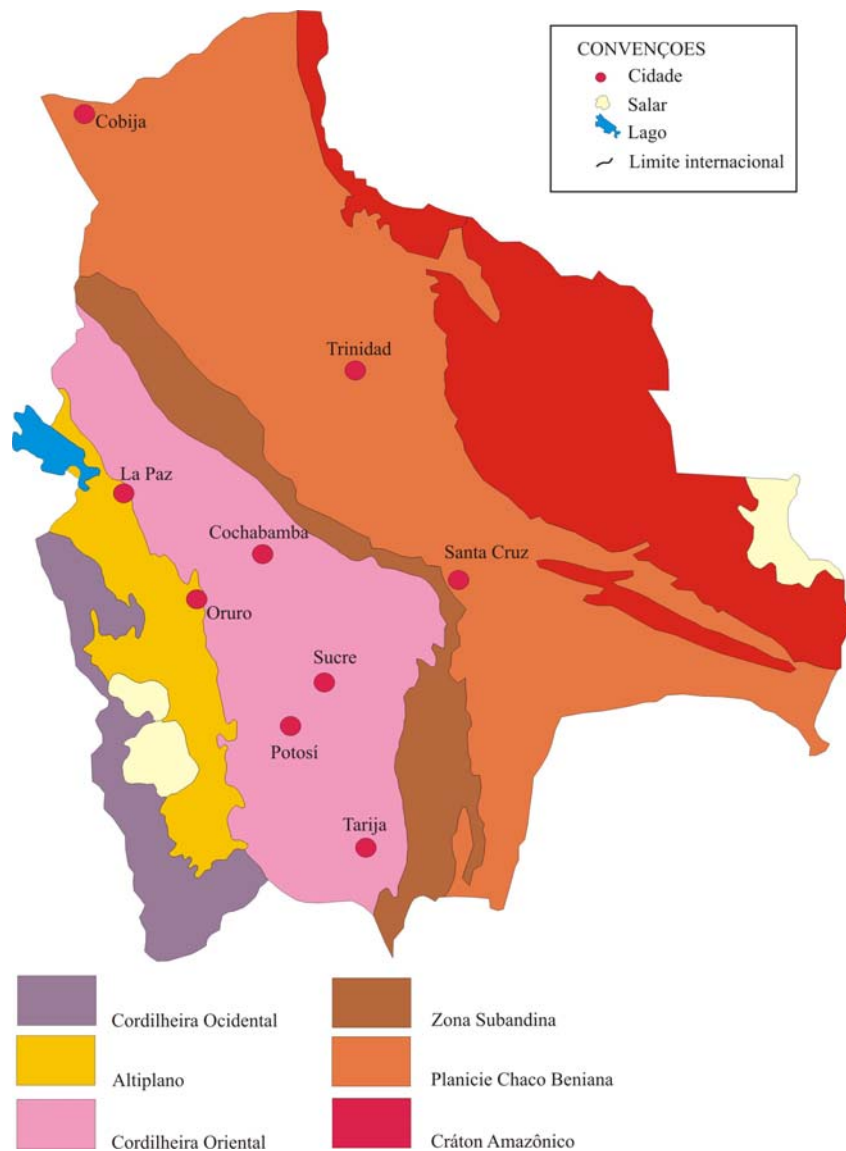 CONVENÇOES
Cidade
Salar
Lago
Limite internacional
Cobija
Trinidad
La Paz
Cochabamba
Santa Cruz
Oruro
Sucre
Potosí
Tarija
Cordilheira Ocidental
Zona Subandina
Altiplano
Planicie Chaco Beniana
Cordilheira Oriental
Cráton Amazônico